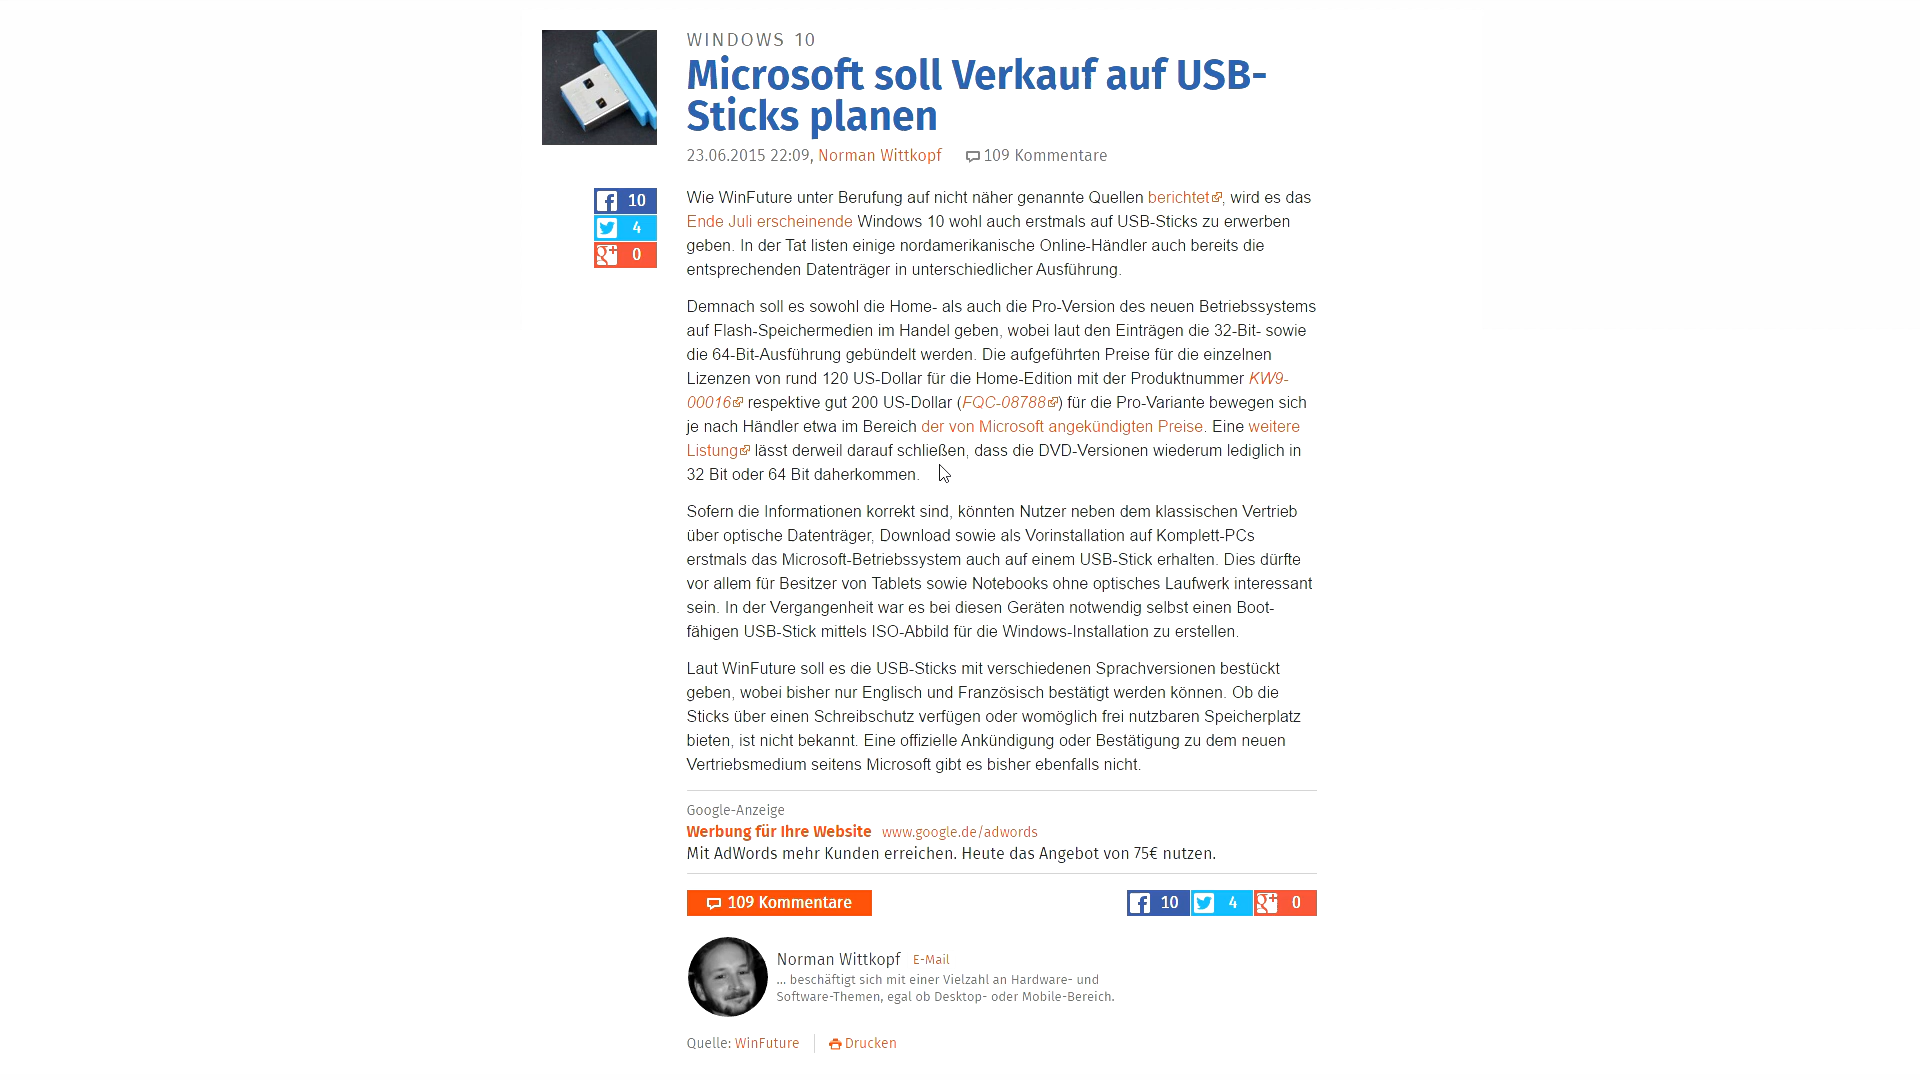 WINDOWS 10
Microsoft soll Verkauf auf USB-
Sticks planen
23.06.2015 22:09, Norman Wittkopf 109 Kommentare
10
4
0
Wie WinFuture unter Berufung auf nicht näher genannte Quellen berichtet, wird es das
Ende Juli erscheinende Windows 10 wohl auch erstmals auf USB-Sticks zu erwerben
geben. In der Tat listen einige nordamerikanische Online-Händler auch bereits die
entsprechenden Datenträger in unterschiedlicher Ausführung.
Demnach soll es sowohl die Home- als auch die Pro-Version des neuen Betriebssystems
auf Flash-Speichermedien im Handel geben, wobei laut den Einträgen die 32-Bit- sowie
die 64-Bit-Ausführung gebündelt werden. Die aufgeführten Preise für die einzelnen
Lizenzen von rund 120 US-Dollar für die Home-Edition mit der Produktnummer KW9-
00016 respektive gut 200 US-Dollar (FQC-08788) für die Pro-Variante bewegen sich
je nach Händler etwa im Bereich der von Microsoft angekündigten Preise. Eine weitere
Listung lässt derweil darauf schließen, dass die DVD-Versionen wiederum lediglich in
32 Bit oder 64 Bit daherkommen.
Sofern die Informationen korrekt sind, könnten Nutzer neben dem klassischen Vertrieb
über optische Datenträger, Download sowie als Vorinstallation auf Komplett-PCs
erstmals das Microsoft-Betriebssystem auch auf einem USB-Stick erhalten. Dies dürfte
vor allem für Besitzer von Tablets sowie Notebooks ohne optisches Laufwerk interessant
sein. In der Vergangenheit war es bei diesen Geräten notwendig selbst einen Boot-
fähigen USB-Stick mittels ISO-Abbild für die Windows-Installation zu erstellen.
Laut WinFuture soll es die USB-Sticks mit verschiedenen Sprachversionen bestückt
geben, wobei bisher nur Englisch und Französisch bestätigt werden können. Ob die
Sticks über einen Schreibschutz verfügen oder womöglich frei nutzbaren Speicherplatz
bieten, ist nicht bekannt. Eine offizielle Ankündigung oder Bestätigung zu dem neuen
Vertriebsmedium seitens Microsoft gibt es bisher ebenfalls nicht.
Google-Anzeige
Werbung für Ihre Website www.google.de/adwords
Mit AdWords mehr Kunden erreichen. Heute das Angebot von 75€ nutzen.
109 Kommentare 10 4 0
Norman Wittkopf E-Mail
... beschäftigt sich mit einer Vielzahl an Hardware- und
Software-Themen, egal ob Desktop- oder Mobile-Bereich.
Quelle: WinFuture Drucken